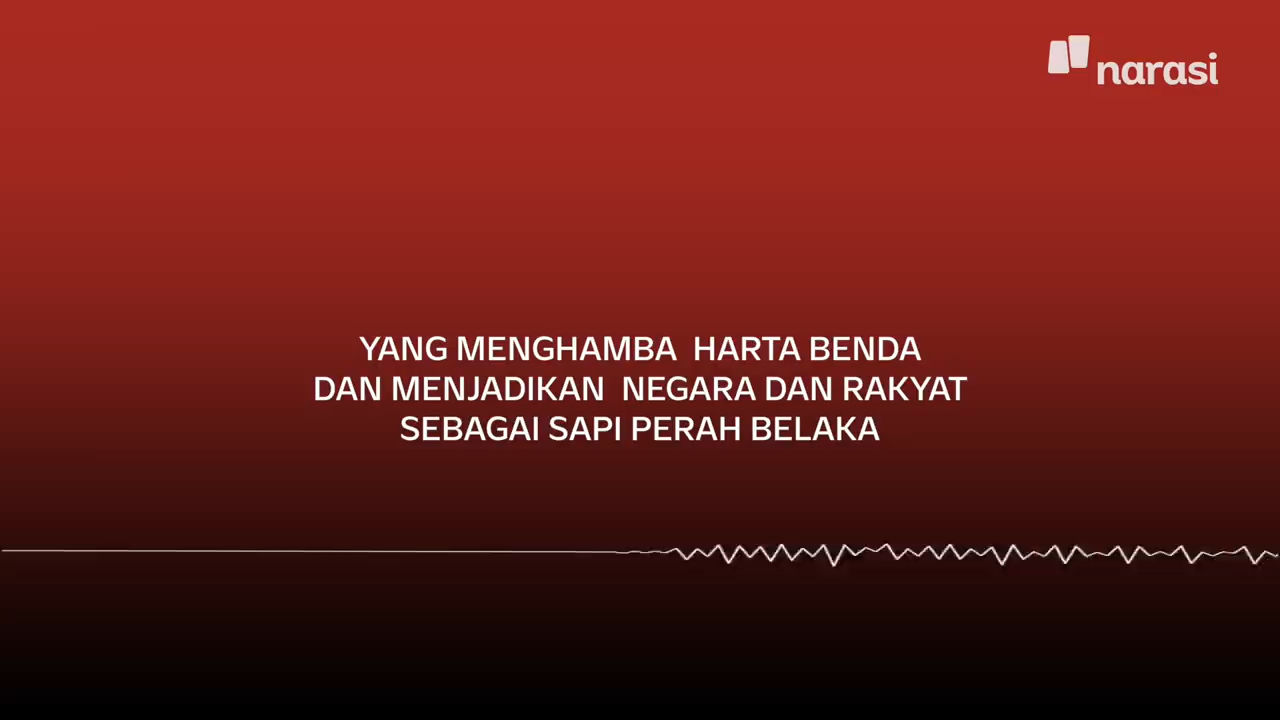 narasi
YANG MENGHAMBA HARTA BENDA
DAN MENJADIKAN NEGARA DAN RAKYAT
SEBAGAI SAPI PERAH BELAKA